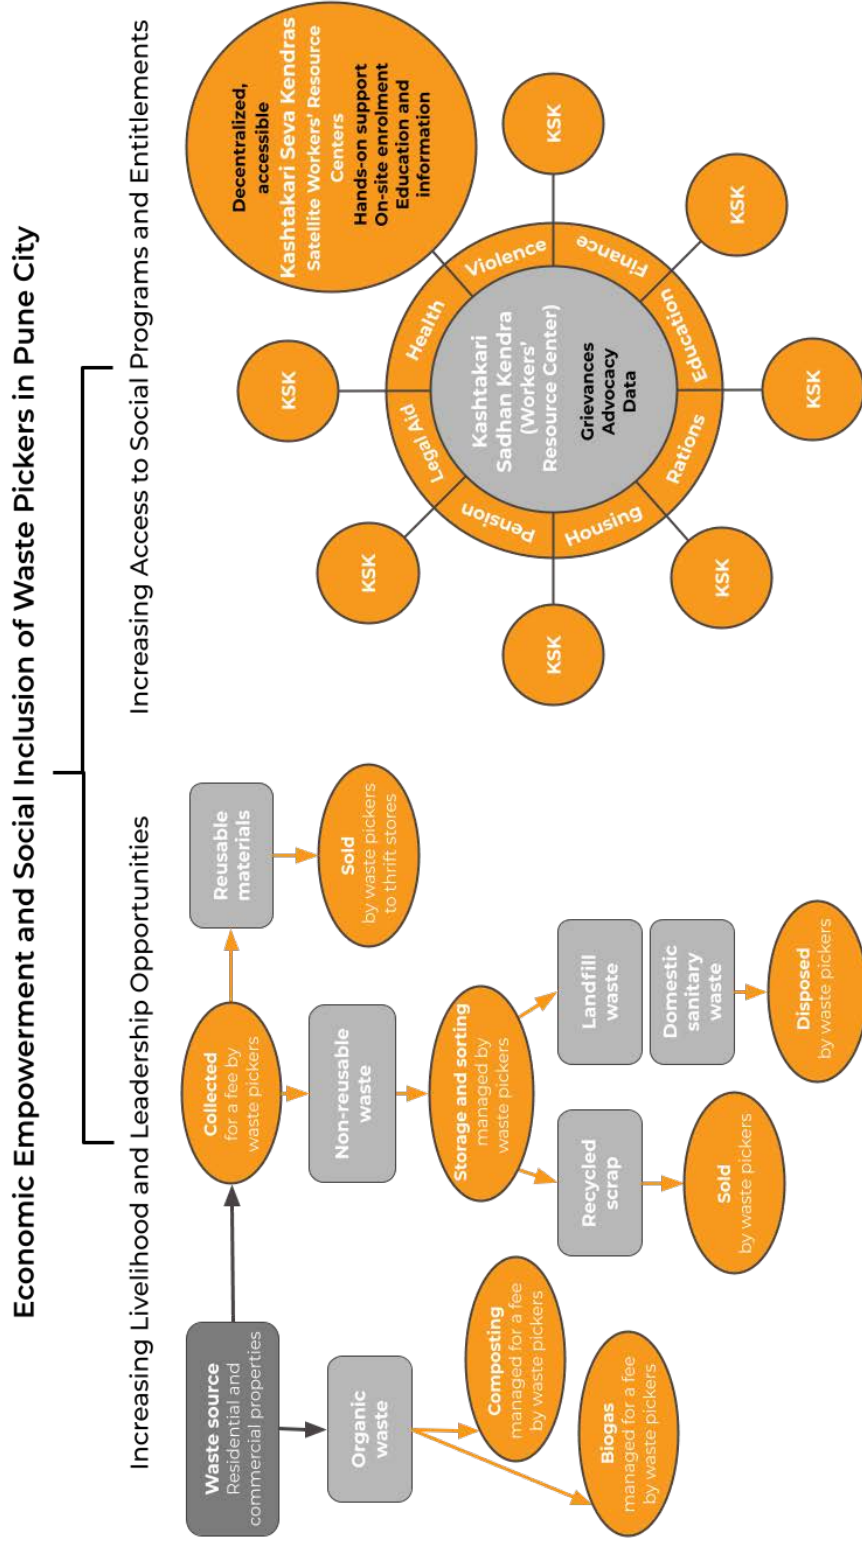 Economic Empowerment and Social Inclusion of Waste Pickers in Pune City
Increasing Livelihood and Leadership Opportunities
Waste source
Residential and
commercial properties
Organic
waste
Composting
managed for a fee
by waste pickers
Biogas
managed for a fee
by waste pickers
Collected
for a fee by
waste pickers
Reusable
materials
Sold
by waste pickers
to thrift stores
Non-reusable
waste
Storage and sorting
managed by
waste pickers
Recycled
scrap
Sold
by waste pickers
Landfill
waste
Domestic
sanitary
waste
Disposed
by waste pickers
Increasing Access to Social Programs and Entitlements
Decentralized,
accessible
Kashtakari Seva Kendras
Satellite Workers' Resource
Centers
Hands-on support
On-site enrolment
Education and
information
Kashtakari
Sadhan Kendra
(Workers'
Resource Center)
Grievances
Advocacy
Data
Health
Violence
Finance
Education
Rations
Housing
Pension
Legal Aid
KSK
KSK
KSK
KSK
KSK
KSK
KSK